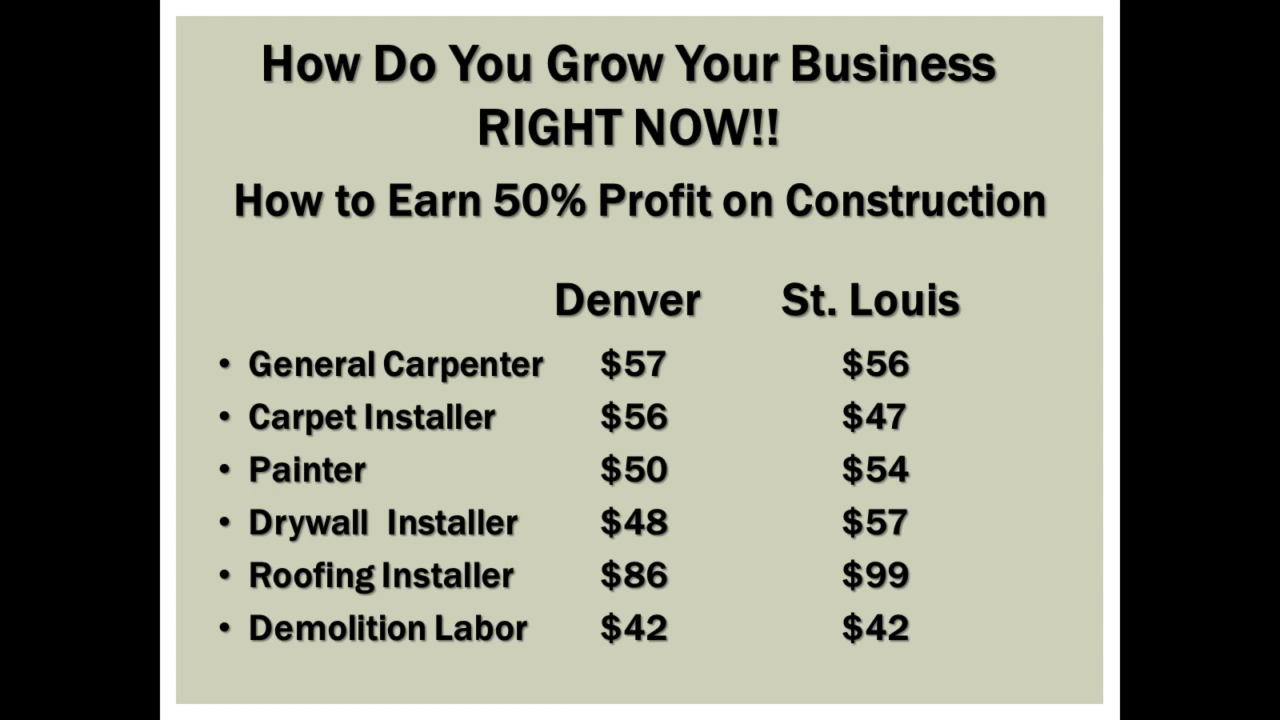 How Do You Grow Your Business
RIGHT NOW!!
How to Earn 50% Profit on Construction
Denver St. Louis
• General Carpenter $57 $56
• Carpet Installer $56 $47
• Painter $50 $54
• Drywall Installer $48 $57
• Roofing Installer $86 $99
• Demolition Labor $42 $42